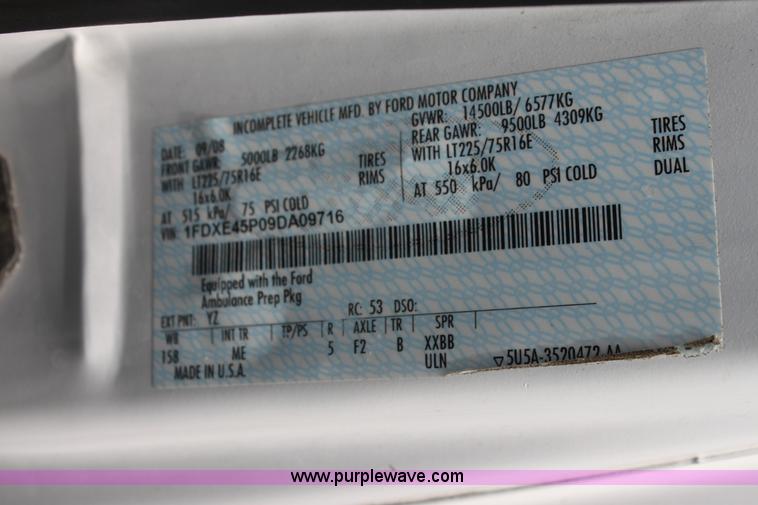 INCOMPLETE VEHICLE MFD. BY FORD MOTOR COMPANY
DATE: 09/08 GVWR: 14500LB/ 6577KG
FRONT GAWR: 5000LB 2268KG REAR GAWR: 9500LB 4309KG
WITH LT225/75R16E TIRES WITH LT225/75R16E TIRES
16x6.0K RIMS 16x6.0K RIMS
AT 515 kPa/ 75 PSI COLD AT 550 kPa/ 80 PSI COLD DUAL
VIN: 1FDXE45P09DA09716
Equipped with the Ford
Ambulance Prep Pkg
EXT PNT: YZ RC: 53 DSO:
WB INT TR TP/PS R AXLE TR SPR
158 ME 5 F2 B XXBB
MADE IN U.S.A. ULN ▽5U5A-3520472-AA
www.purplewave.com